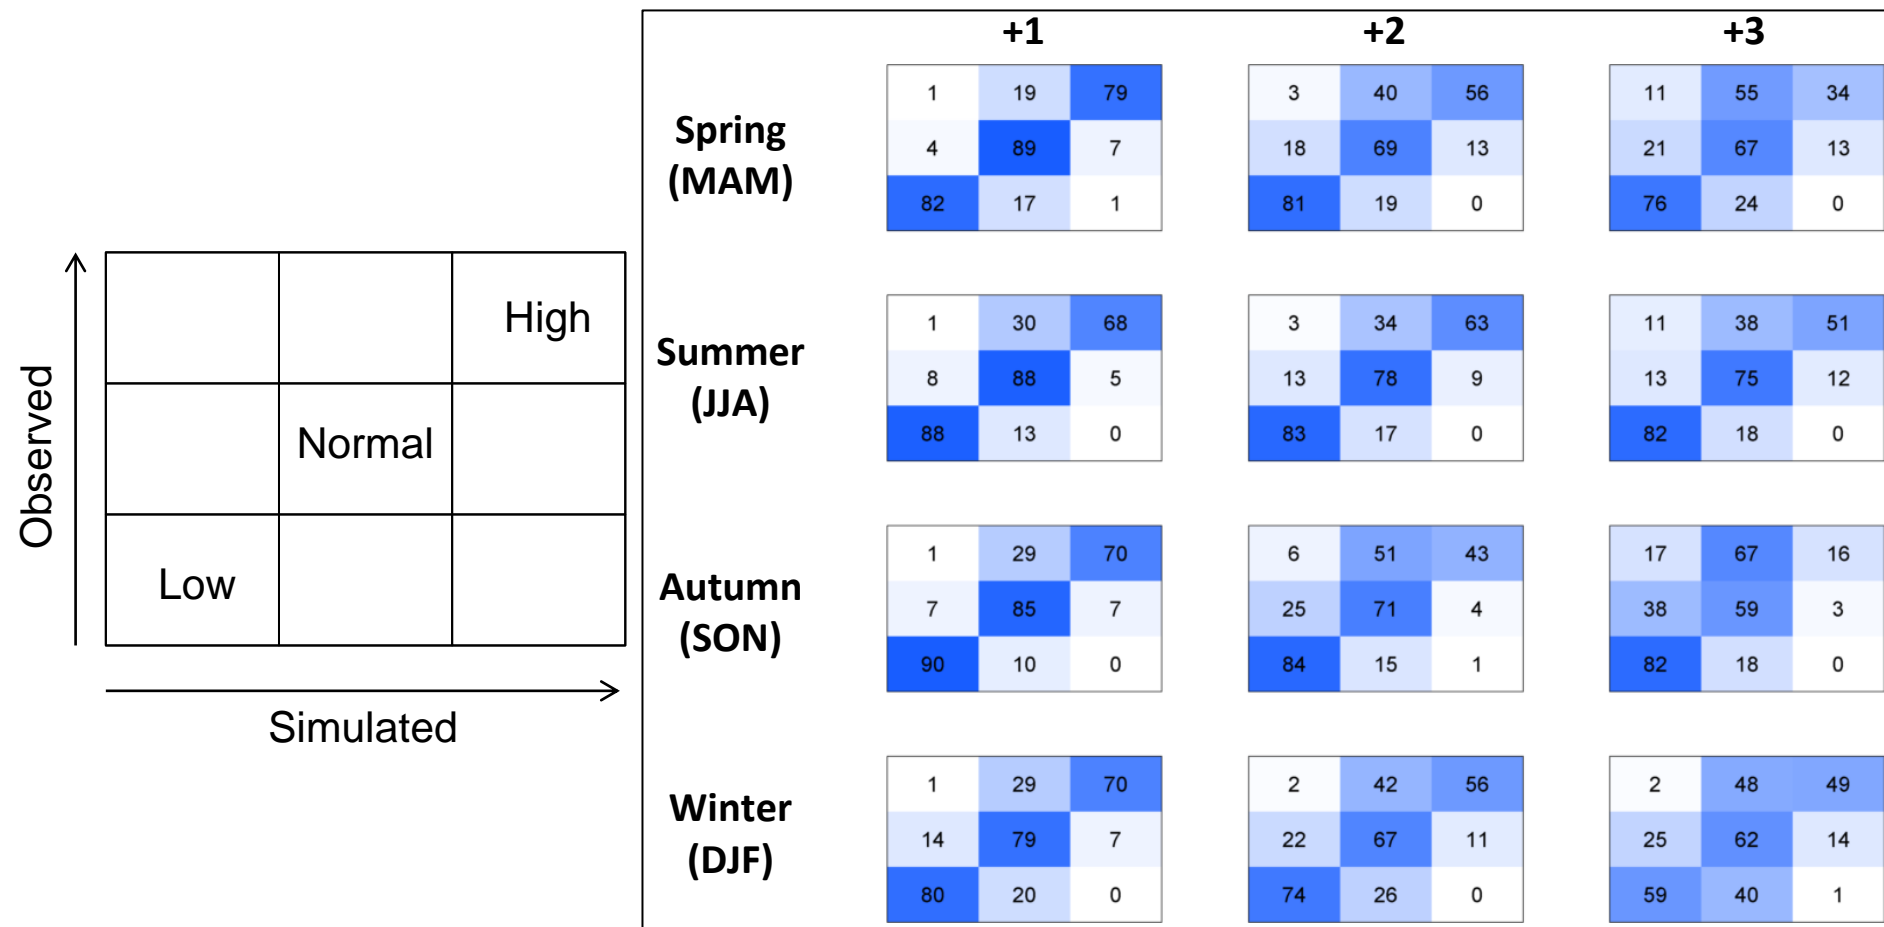 +1 +2 +3
1 19 79 3 40 56 11 55 34
Spring
4 89 7 18 69 13 21 67 13
(MAM)
82 17 1 81 19 0 76 24 0
High
1 30 68 3 34 63 11 38 51
Summer
8 88 5 13 78 9 13 75 12
(JJA)
Normal
88 13 0 83 17 0 82 18 0
Observed
1 29 70 6 51 43 17 67 16
Low
Autumn
7 85 7 25 71 4 38 59 3
(SON)
90 10 0 84 15 1 82 18 0
Simulated
1 29 70 2 42 56 2 48 49
Winter
14 79 7 22 67 11 25 62 14
(DJF)
80 20 0 74 26 0 59 40 1